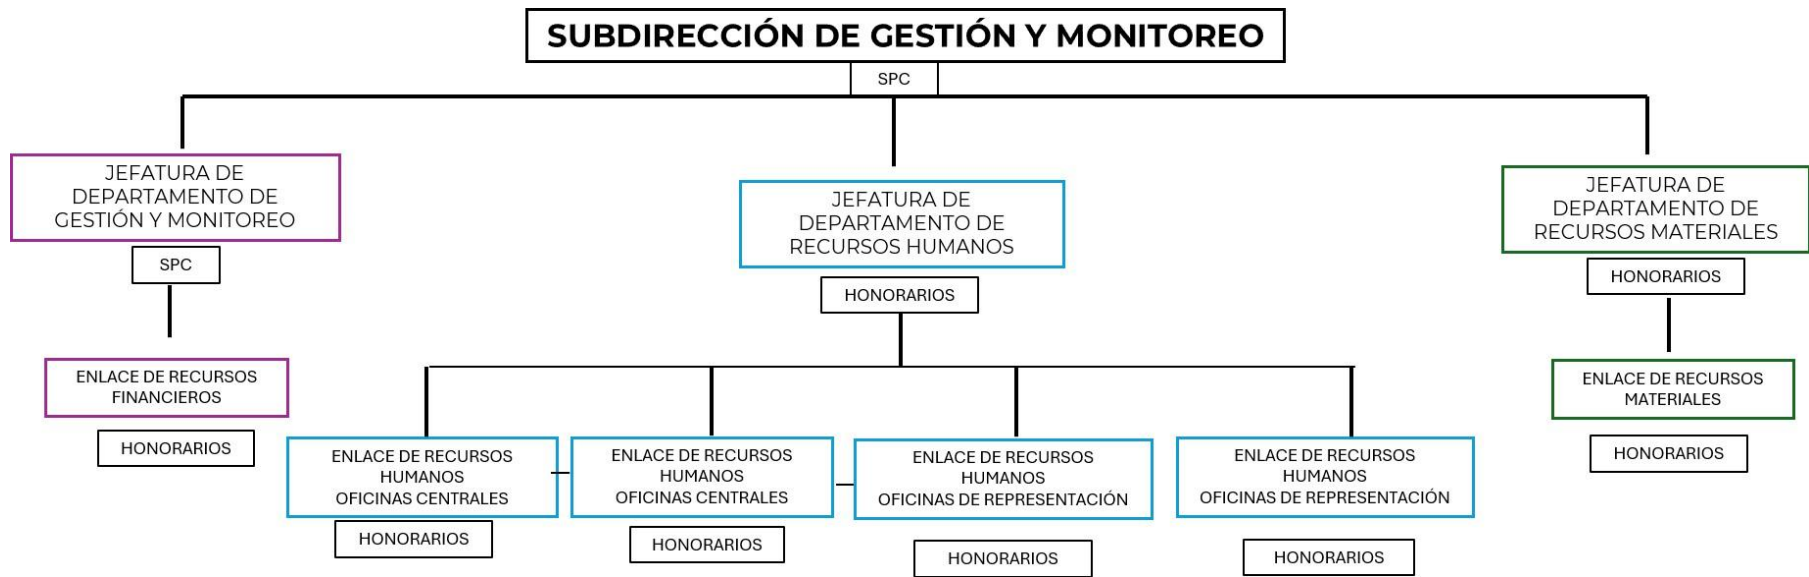 SUBDIRECCIÓN DE GESTIÓN Y MONITOREO
SPC
JEFATURA DE
DEPARTAMENTO DE
GESTIÓN Y MONITOREO
SPC
ENLACE DE RECURSOS
FINANCIEROS
HONORARIOS
JEFATURA DE
DEPARTAMENTO DE
RECURSOS HUMANOS
HONORARIOS
ENLACE DE RECURSOS
HUMANOS
OFICINAS CENTRALES
HONORARIOS
ENLACE DE RECURSOS
HUMANOS
OFICINAS CENTRALES
HONORARIOS
ENLACE DE RECURSOS
HUMANOS
OFICINAS DE REPRESENTACIÓN
HONORARIOS
ENLACE DE RECURSOS
HUMANOS
OFICINAS DE REPRESENTACIÓN
HONORARIOS
JEFATURA DE
DEPARTAMENTO DE
RECURSOS MATERIALES
HONORARIOS
ENLACE DE RECURSOS
MATERIALES
HONORARIOS